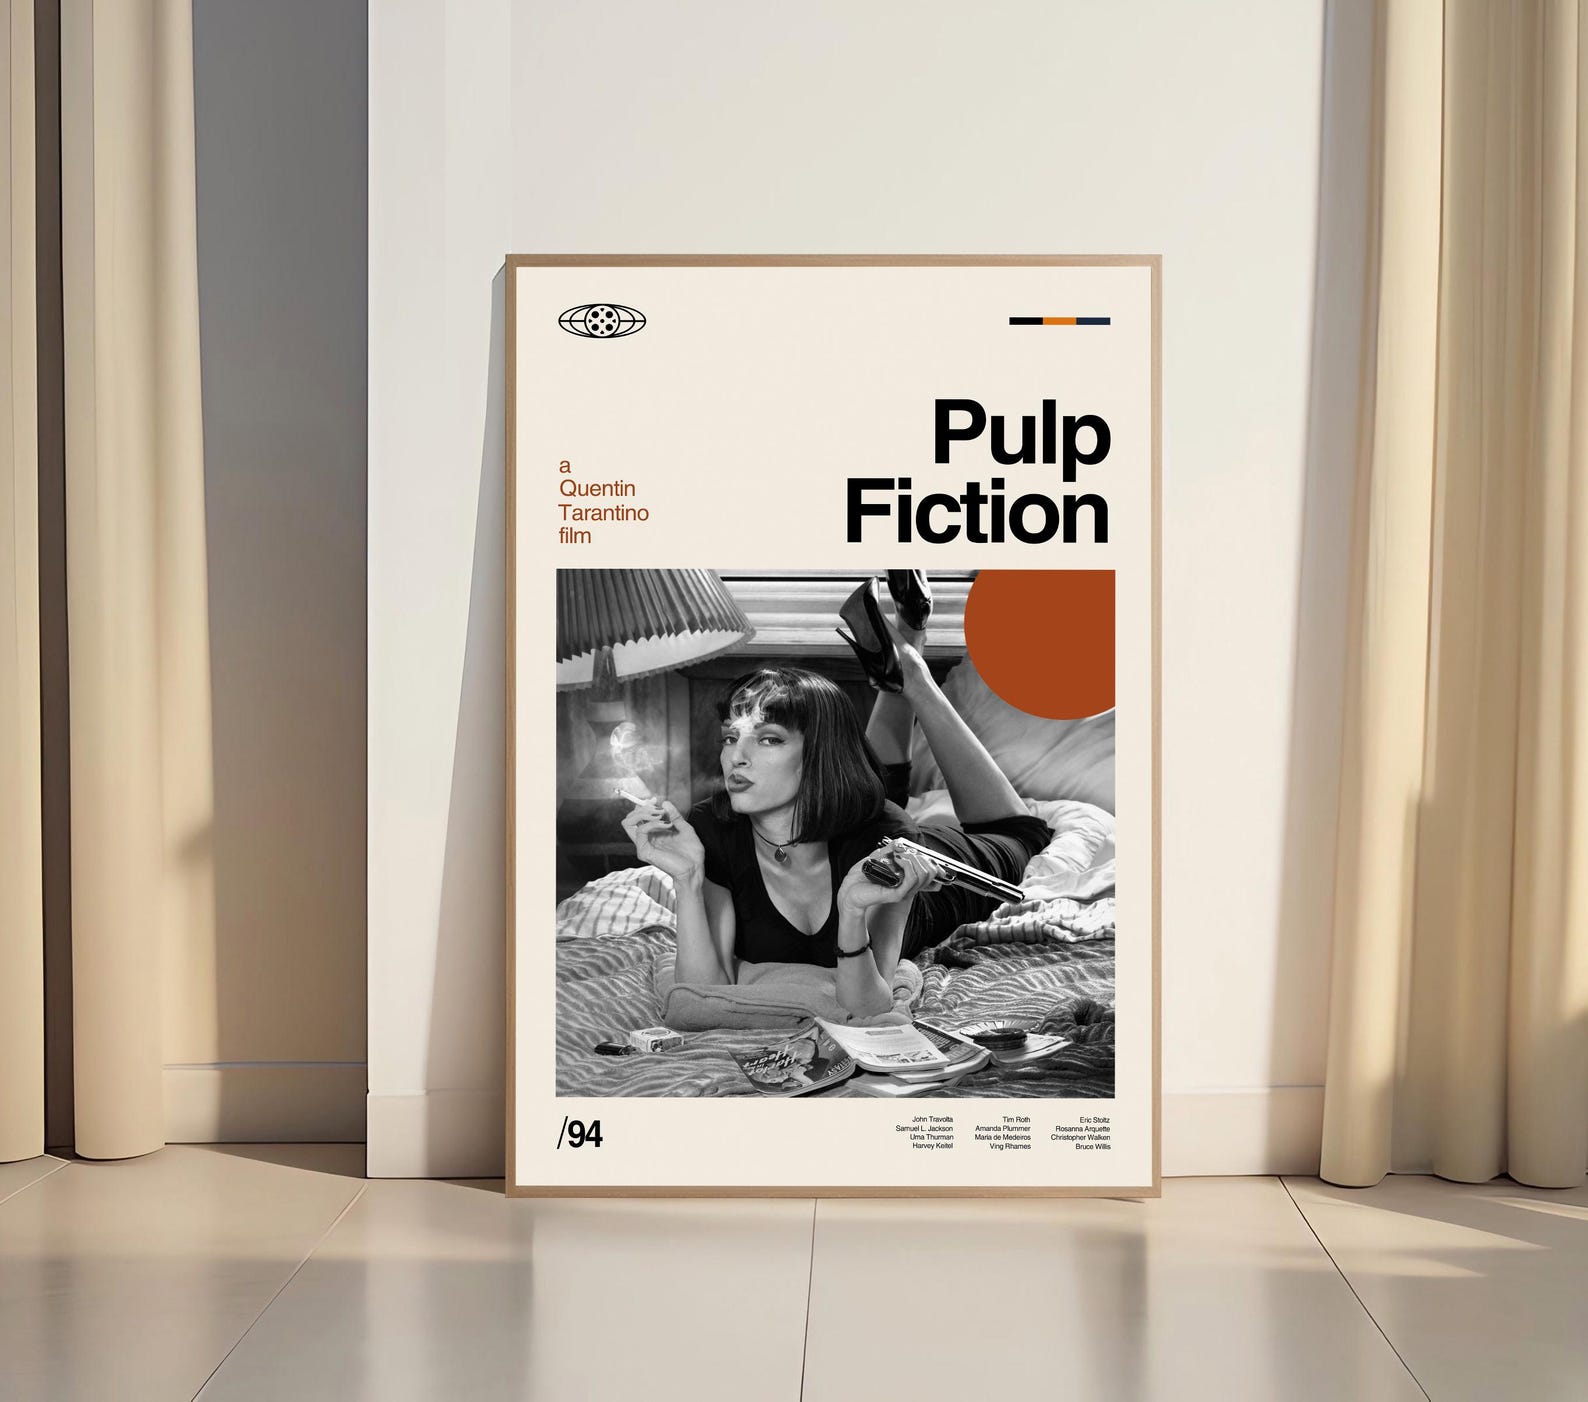 Pulp
Fiction
a
Quentin
Tarantino
film
/94
John Travolta
Samuel L. Jackson
Uma Thurman
Harvey Keitel
Tim Roth
Amanda Plummer
Maria de Medeiros
Ving Rhames
Eric Stoltz
Rosanna Arquette
Christopher Walken
Bruce Willis